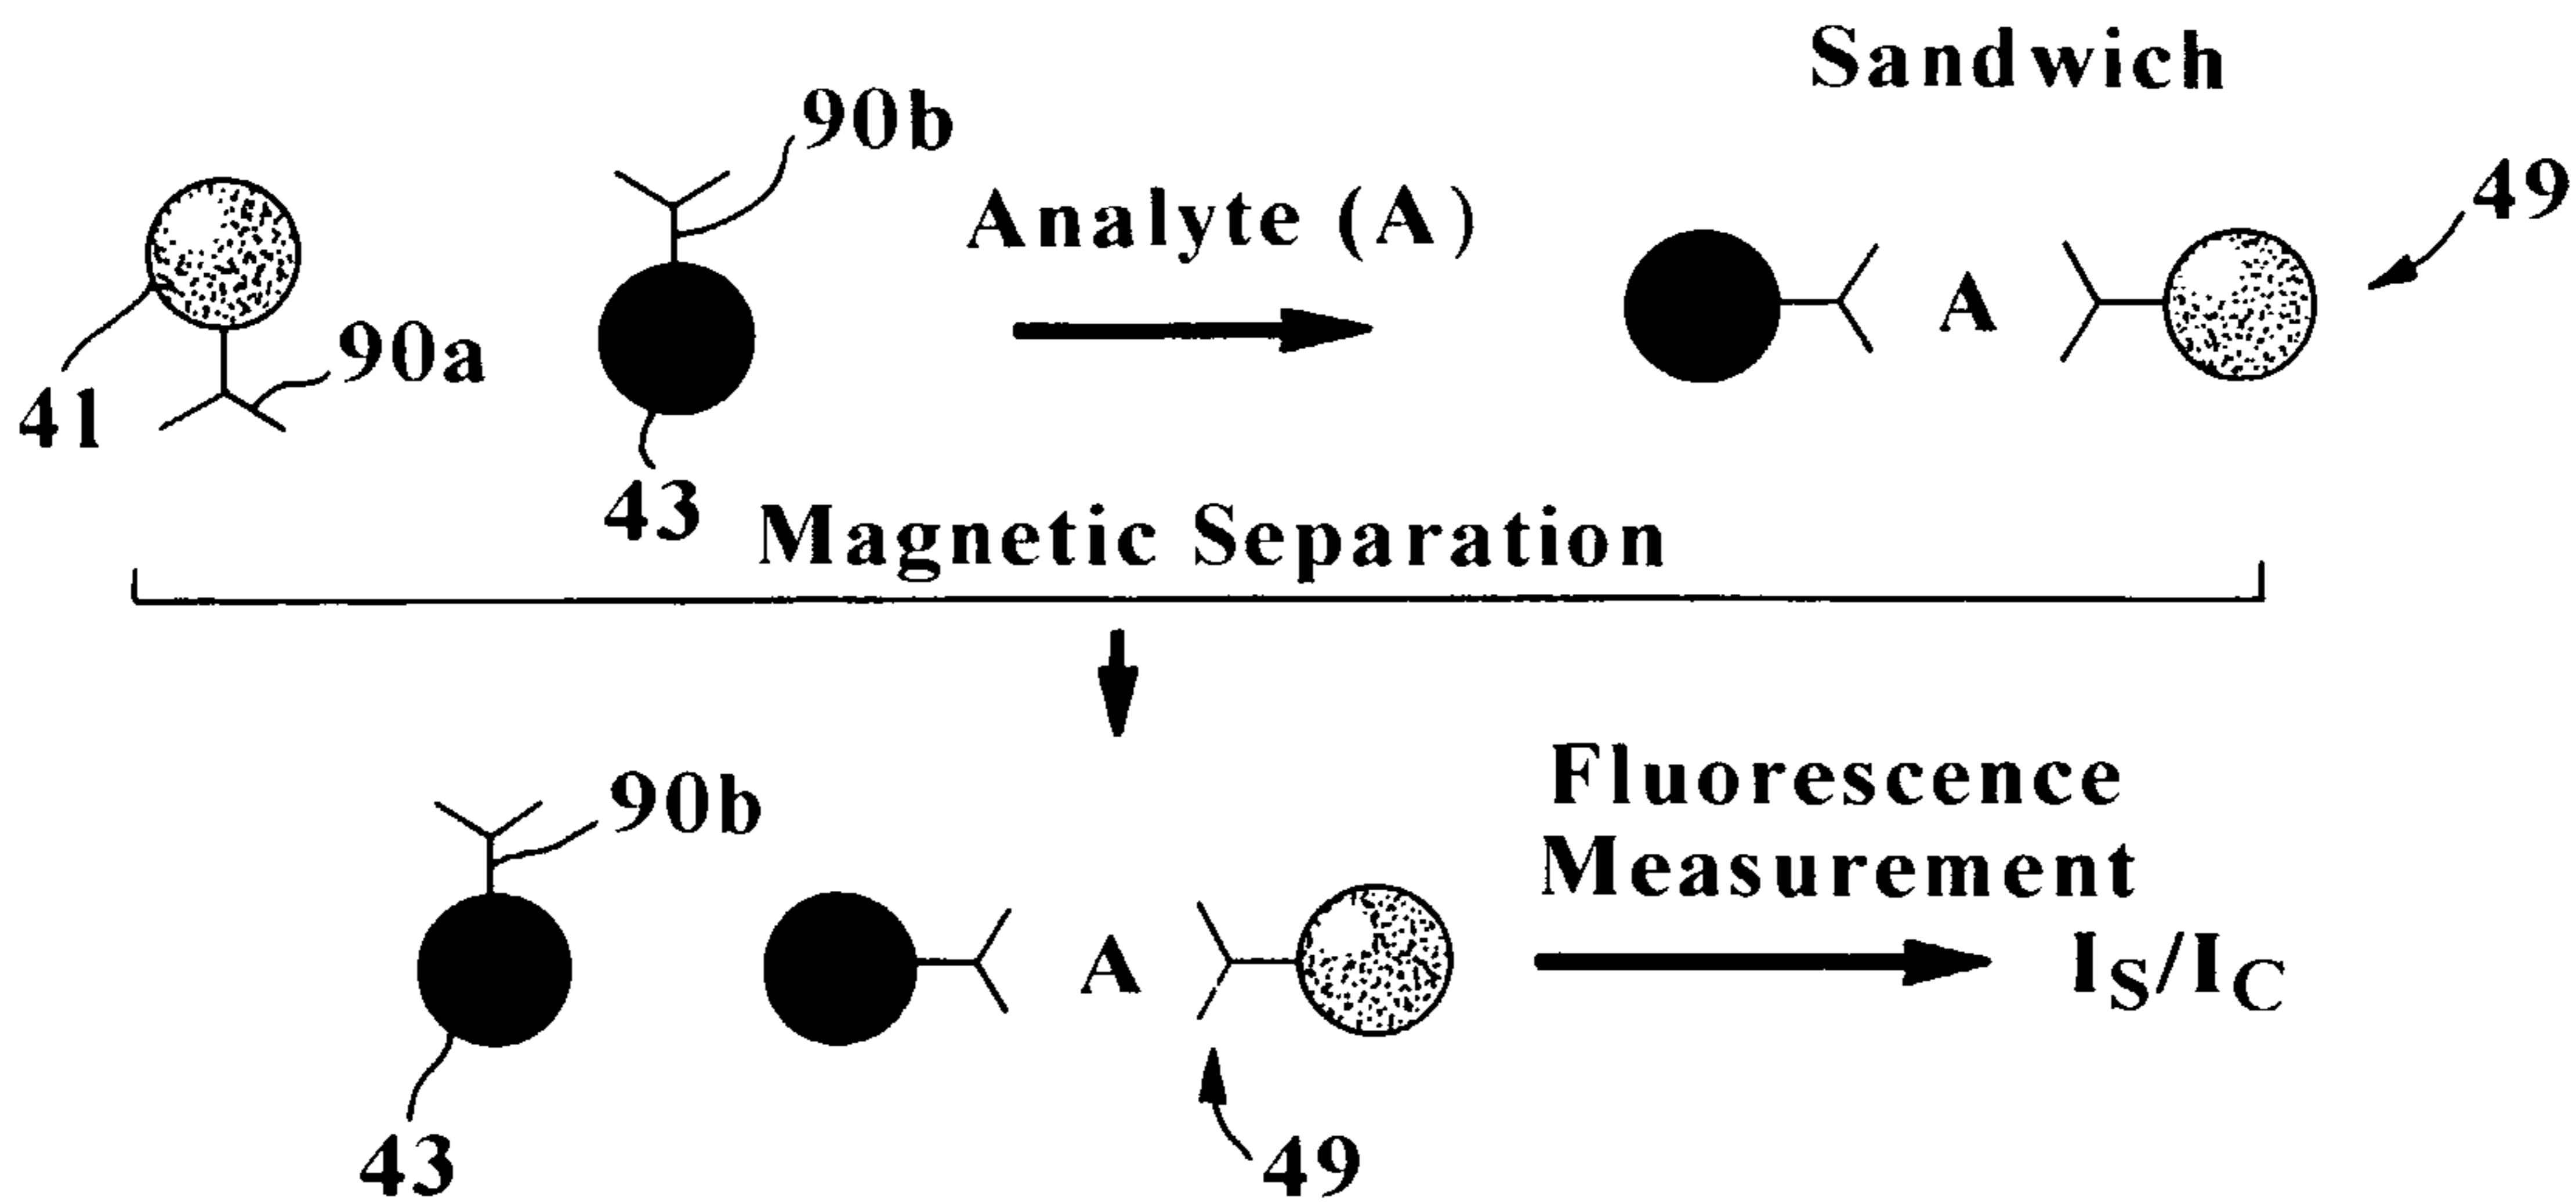 Sandwich
90b
Analyte (A)
49
90a
41
A
43
Magnetic Separation
90b
Fluorescence
Measurement
A
I_S/I_C
43
49